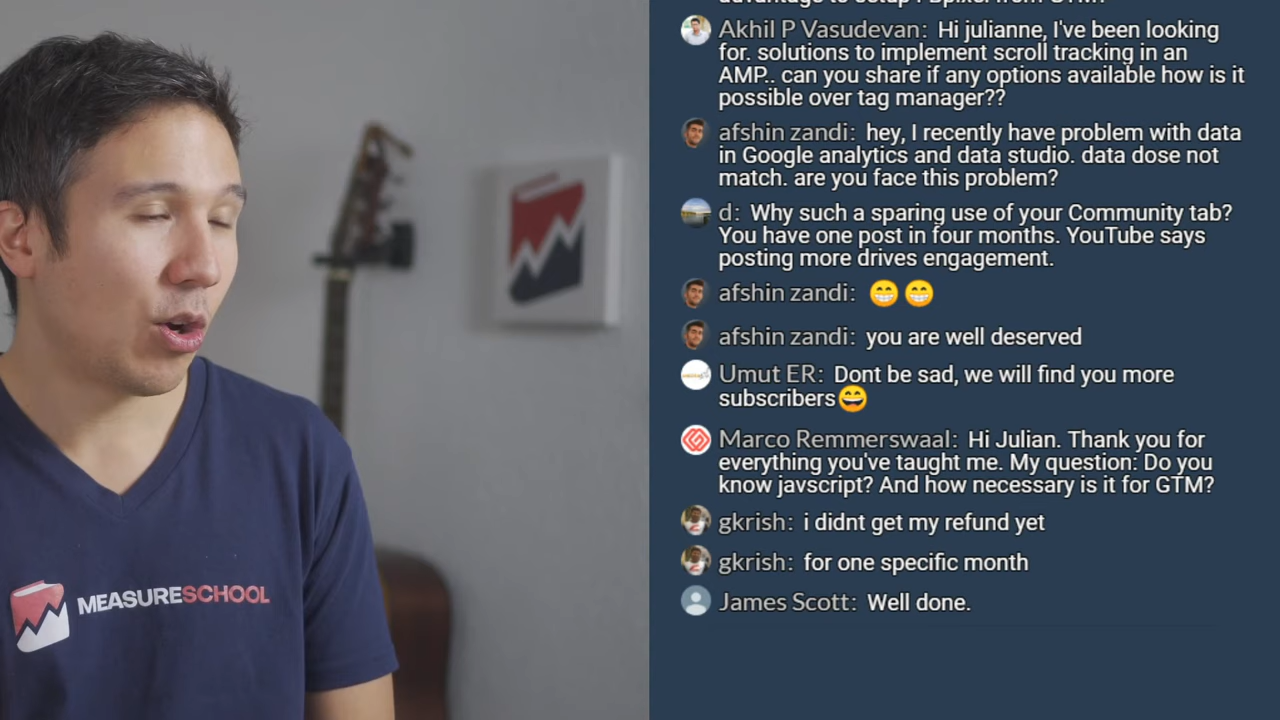 Akhil P Vasudevan: Hi julianne, I've been looking
for. solutions to implement scroll tracking in an
AMP.. can you share if any options available how is it
possible over tag manager??
afshin zandi: hey, I recently have problem with data
in Google analytics and data studio. data dose not
match. are you face this problem?
d: Why such a sparing use of your Community tab?
You have one post in four months. YouTube says
posting more drives engagement.
afshin zandi: 😁😁
afshin zandi: you are well deserved
Umut ER: Dont be sad, we will find you more
subscribers😄
Marco Remmerswaal: Hi Julian. Thank you for
everything you've taught me. My question: Do you
know javscript? And how necessary is it for GTM?
gkrish: i didnt get my refund yet
gkrish: for one specific month
James Scott: Well done.
MEASURESCHOOL